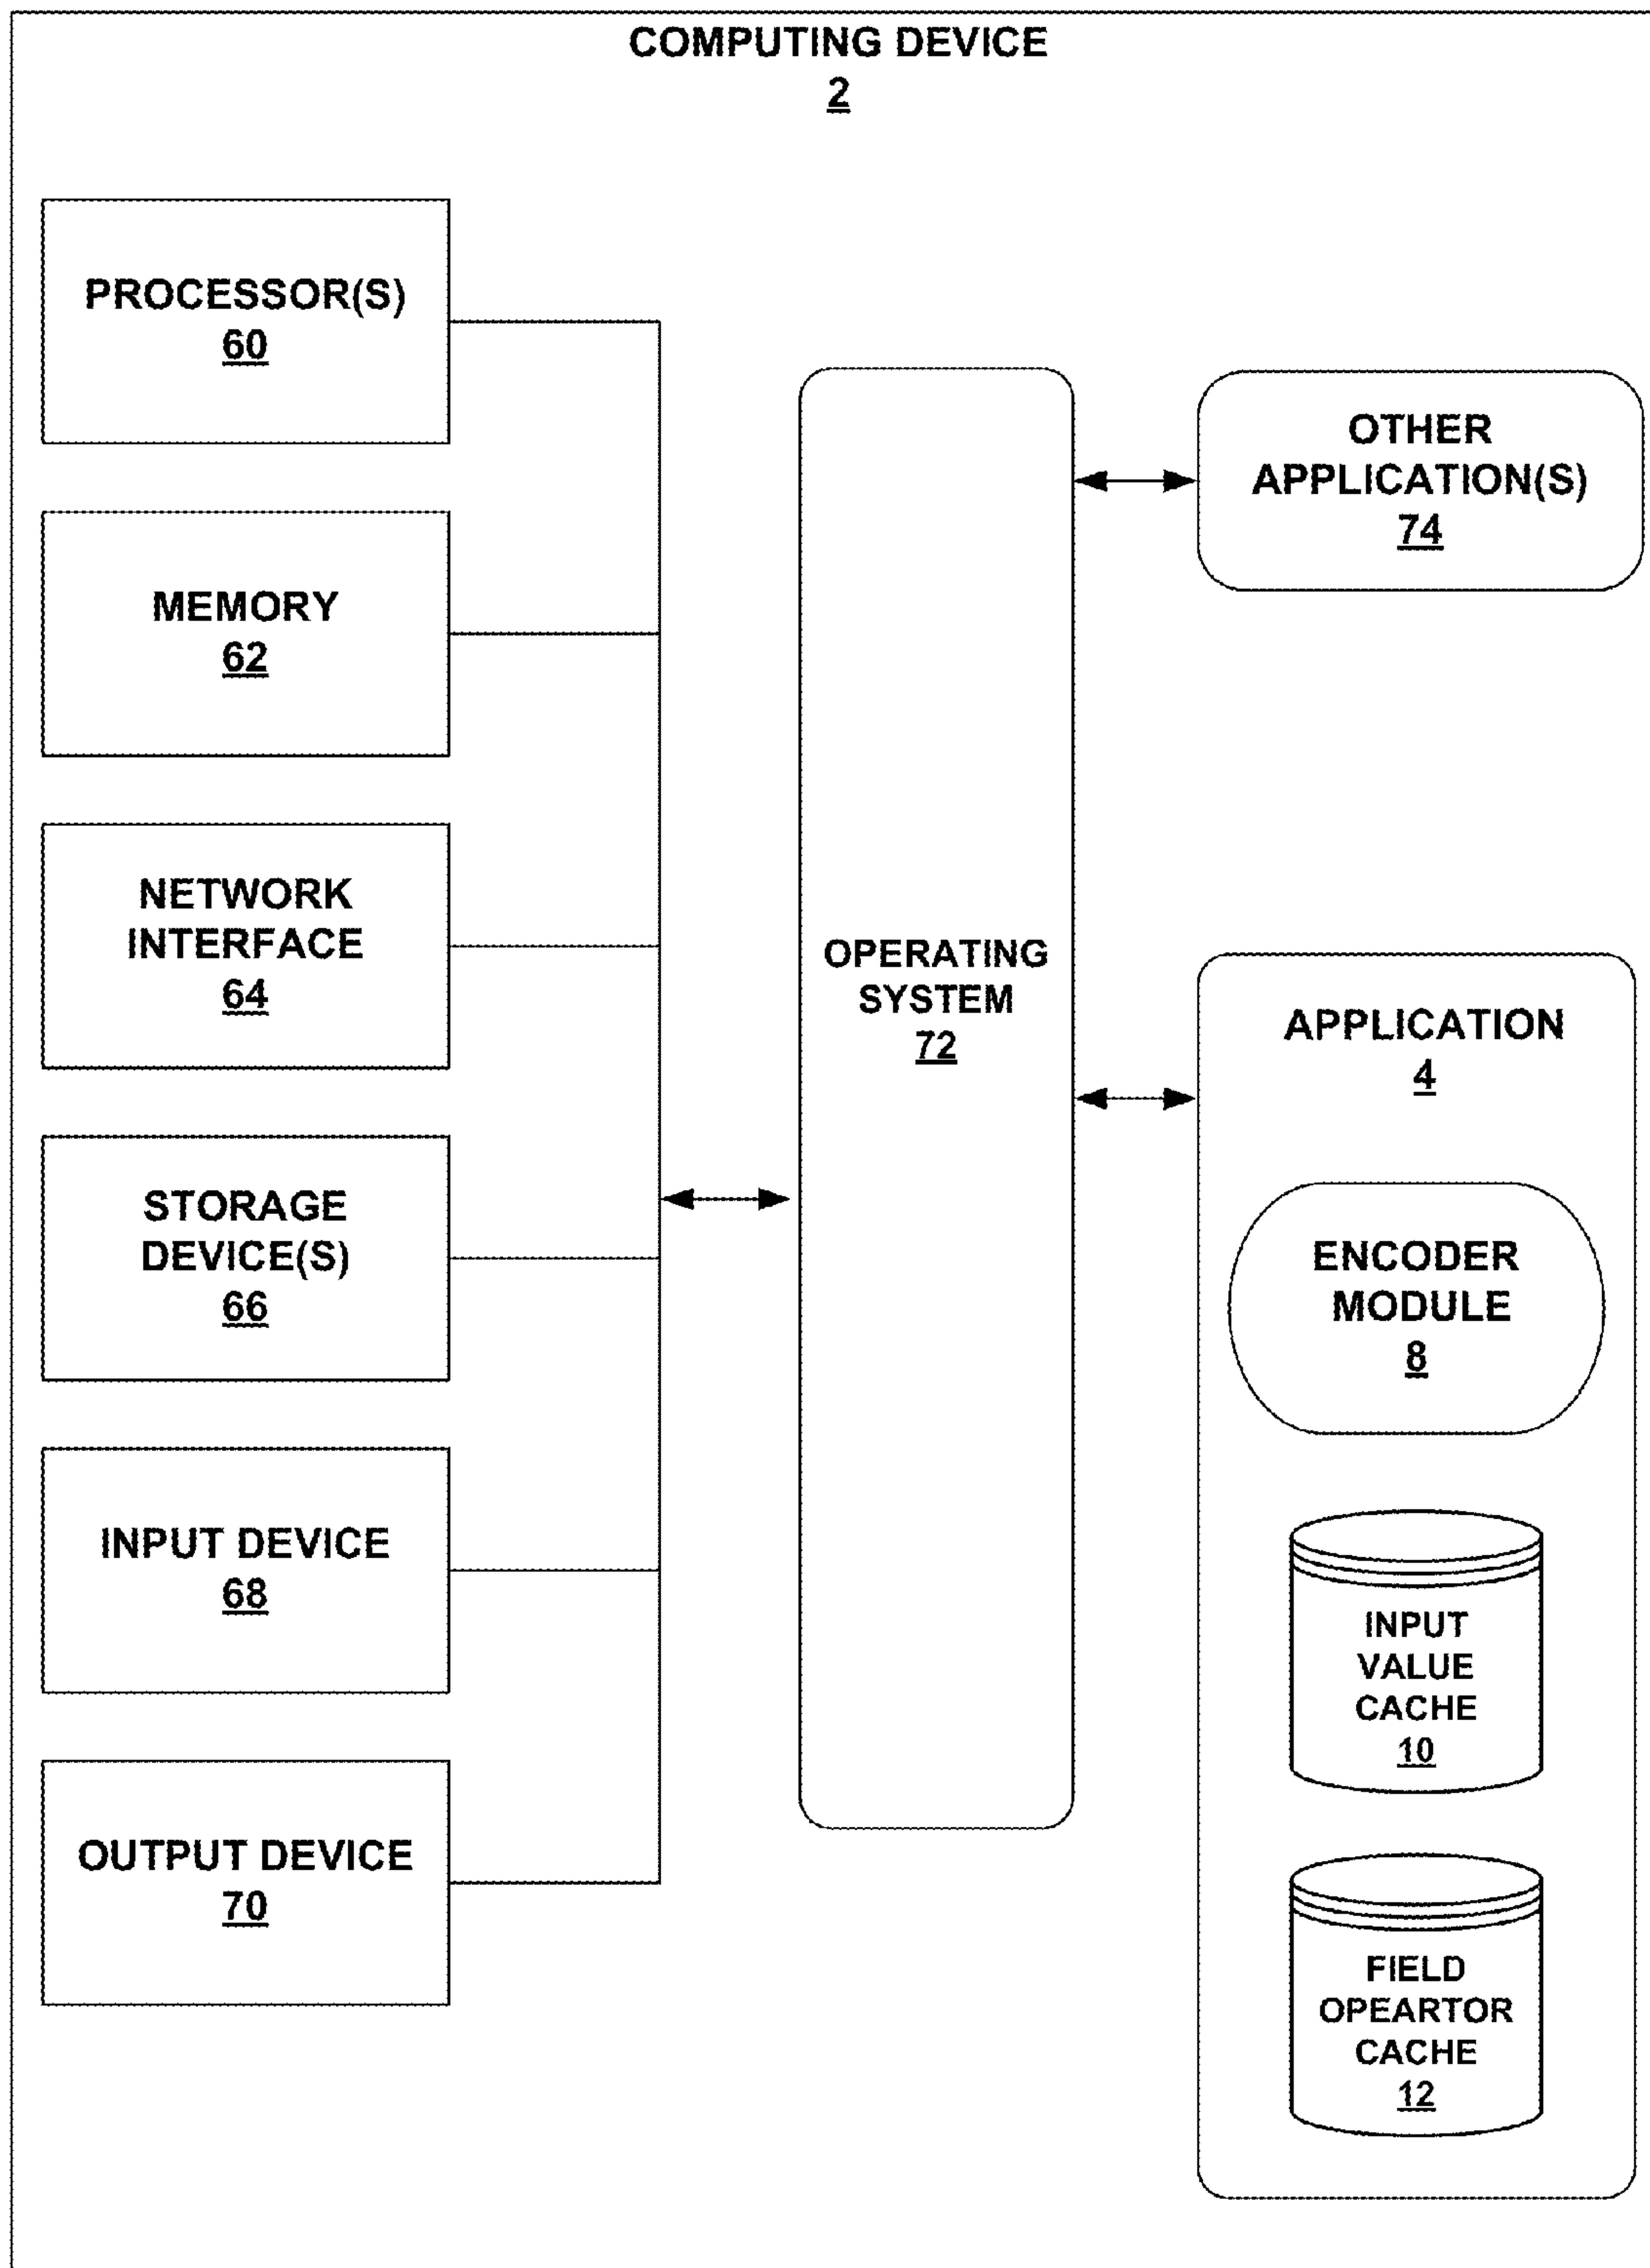 COMPUTING DEVICE
2
PROCESSOR(S)
60
MEMORY
62
NETWORK
INTERFACE
64
STORAGE
DEVICE(S)
66
INPUT DEVICE
68
OUTPUT DEVICE
70
OPERATING
SYSTEM
72
OTHER
APPLICATION(S)
74
APPLICATION
4
ENCODER
MODULE
8
INPUT
VALUE
CACHE
10
FIELD
OPEARTOR
CACHE
12